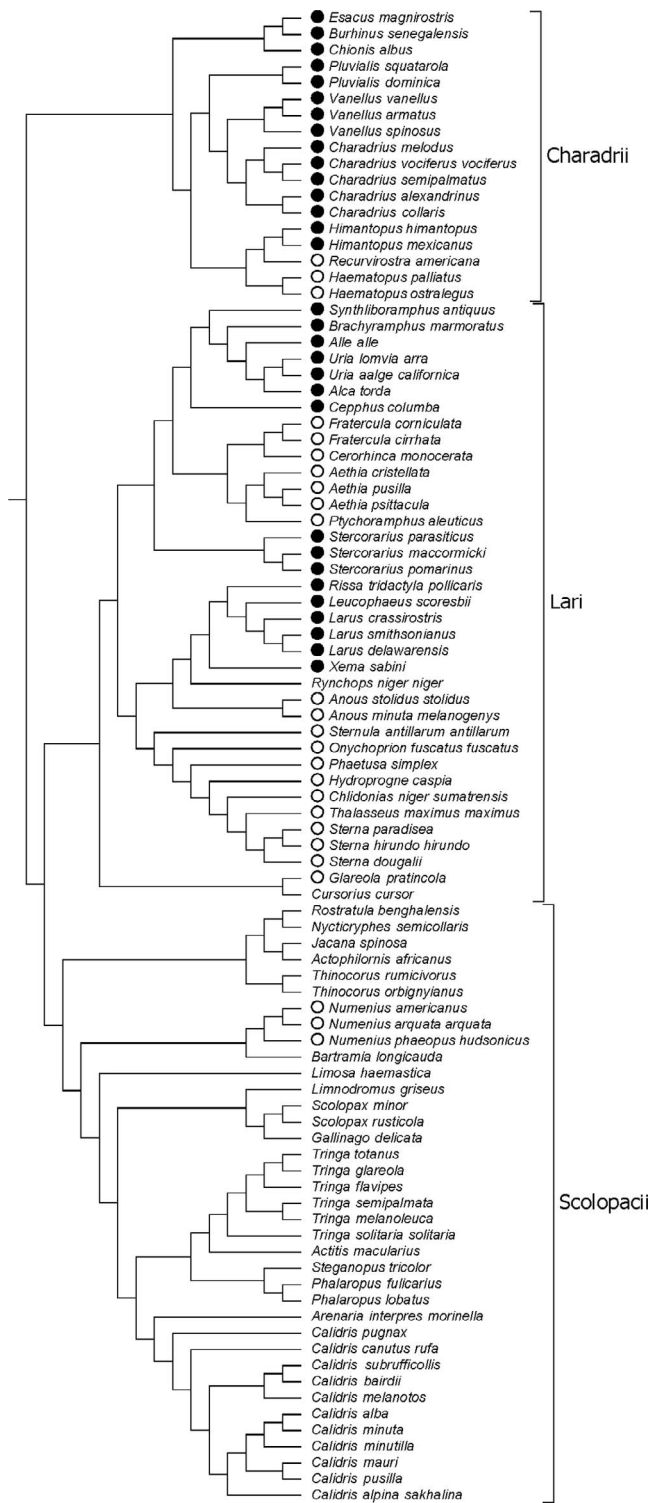 Esacus magnirostris
Burhinus senegalensis
Chionis albus
Pluvialis squatarola
Pluvialis dominica
Vanellus vanellus
Vanellus armatus
Vanellus spinosus
Charadrius melodus
Charadrius vociferus vociferus
Charadrius semipalmatus
Charadrius alexandrinus
Charadrius collaris
Himantopus himantopus
Himantopus mexicanus
Recurvirostra americana
Haematopus palliatus
Haematopus ostralegus
Charadrii
Synthliboramphus antiquus
Brachyramphus marmoratus
Alle alle
Uria lomvia arra
Uria aalge californica
Alca torda
Cepphus columba
Fratercula corniculata
Fratercula cirrhata
Cerorhinca monocerata
Aethia cristellata
Aethia pusilla
Aethia psittacula
Ptychoramphus aleuticus
Stercorarius parasiticus
Stercorarius maccormicki
Stercorarius pomarinus
Rissa tridactyla pollicaris
Leucophaeus scoresbii
Larus crassirostris
Larus smithsonianus
Larus delawarensis
Xema sabini
Rynchops niger niger
Anous stolidus stolidus
Anous minuta melanogenys
Sternula antillarum antillarum
Onychoprion fuscatus fuscatus
Phaetusa simplex
Hydroprogne caspia
Chlidonias niger sumatrensis
Thalasseus maximus maximus
Sterna paradisea
Sterna hirundo hirundo
Sterna dougalii
Glareola pratincola
Cursorius cursor
Lari
Rostratula benghalensis
Nycticryphes semicollaris
Jacana spinosa
Actophilornis africanus
Thinocorus rumicivorus
Thinocorus orbignyianus
Numenius americanus
Numenius arquata arquata
Numenius phaeopus hudsonicus
Bartramia longicauda
Limosa haemastica
Limnodromus griseus
Scolopax minor
Scolopax rusticola
Gallinago delicata
Tringa totanus
Tringa glareola
Tringa flavipes
Tringa semipalmata
Tringa melanoleuca
Tringa solitaria solitaria
Actitis macularius
Steganopus tricolor
Phalaropus fulicarius
Phalaropus lobatus
Arenaria interpres morinella
Calidris pugnax
Calidris canutus rufa
Calidris subrufficollis
Calidris bairdii
Calidris melanotos
Calidris alba
Calidris minuta
Calidris minutilla
Calidris mauri
Calidris pusilla
Calidris alpina sakhalina
Scolopacii